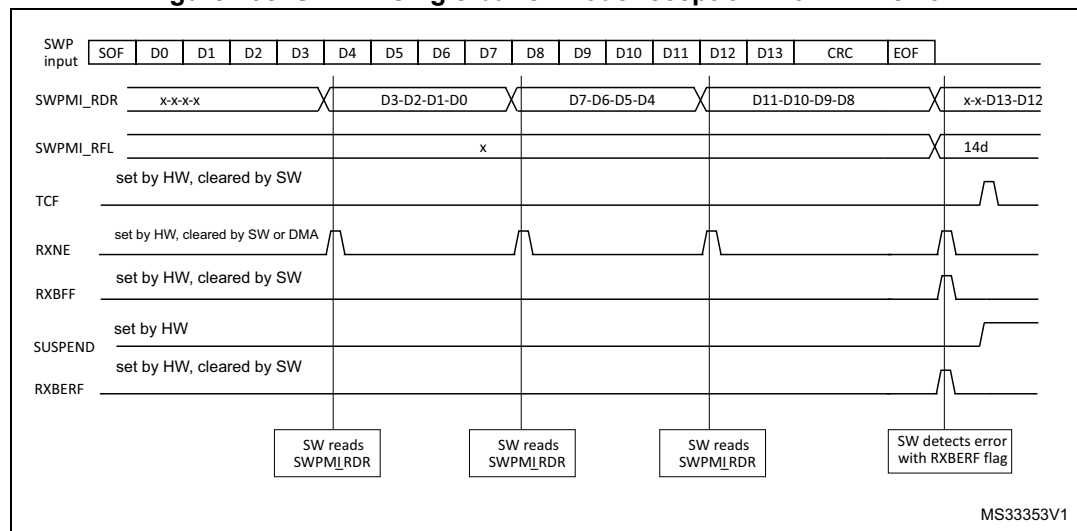 SWP input SOF D0 D1 D2 D3 D4 D5 D6 D7 D8 D9 D10 D11 D12 D13 CRC EOF
SWPMI_RDR x-x-x-x D3-D2-D1-D0 D7-D6-D5-D4 D11-D10-D9-D8 x-x-D13-D12
SWPMI_RFL x 14d
set by HW, cleared by SW
TCF
set by HW, cleared by SW or DMA
RXNE
set by HW, cleared by SW
RXBFF
set by HW
SUSPEND
set by HW, cleared by SW
RXBERF
SW reads SWPMI_RDR
SW reads SWPMI_RDR
SW reads SWPMI_RDR
SW detects error with RXBERF flag
MS33353V1